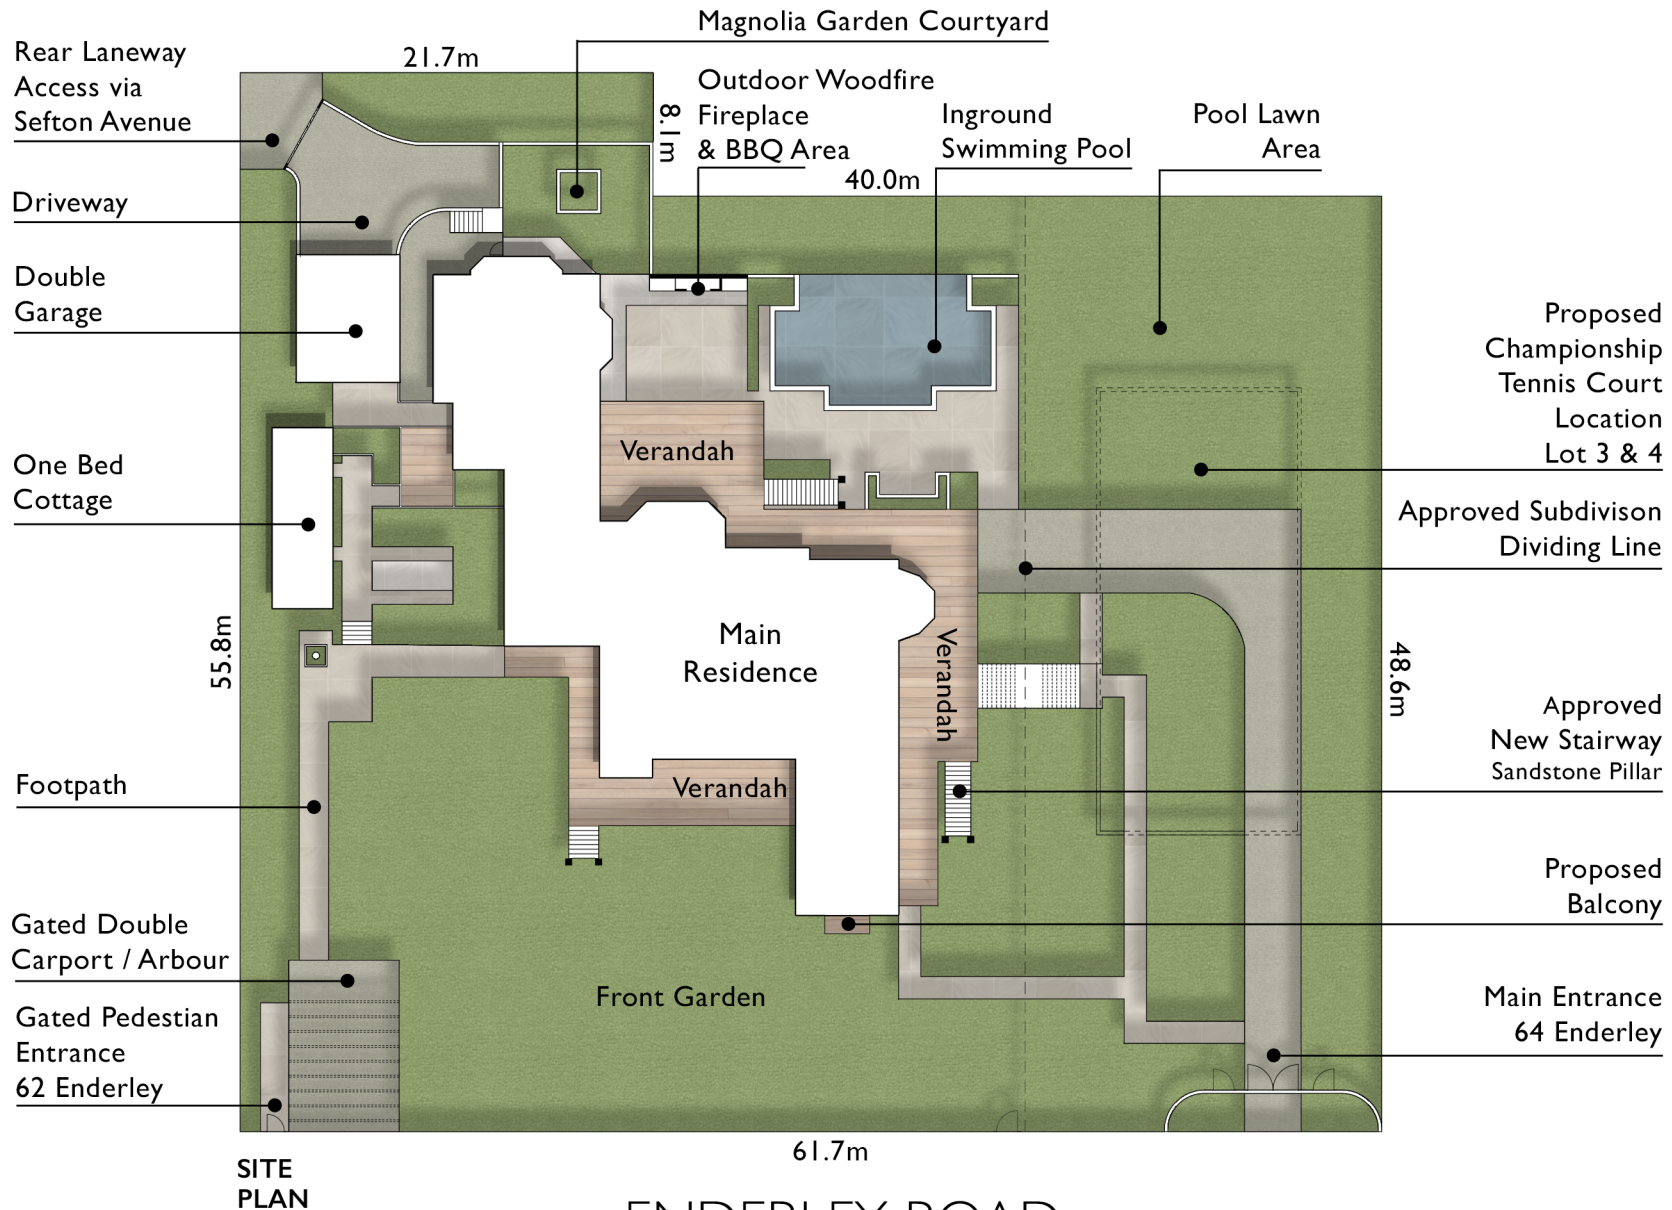 Magnolia Garden Courtyard
Rear Laneway
Access via
Sefton Avenue
21.7m
8.1m
Outdoor Woodfire
Fireplace
& BBQ Area
40.0m
Inground
Swimming Pool
Pool Lawn
Area
Driveway
Double
Garage
Proposed
Championship
Tennis Court
Location
Lot 3 & 4
Verandah
One Bed
Cottage
Approved Subdivison
Dividing Line
55.8m
Main
Residence
Verandah
48.6m
Approved
New Stairway
Sandstone Pillar
Footpath
Verandah
Proposed
Balcony
Gated Double
Carport / Arbour
Front Garden
Main Entrance
64 Enderley
Gated Pedestian
Entrance
62 Enderley
61.7m
SITE
PLAN
ENDERLEY ROAD